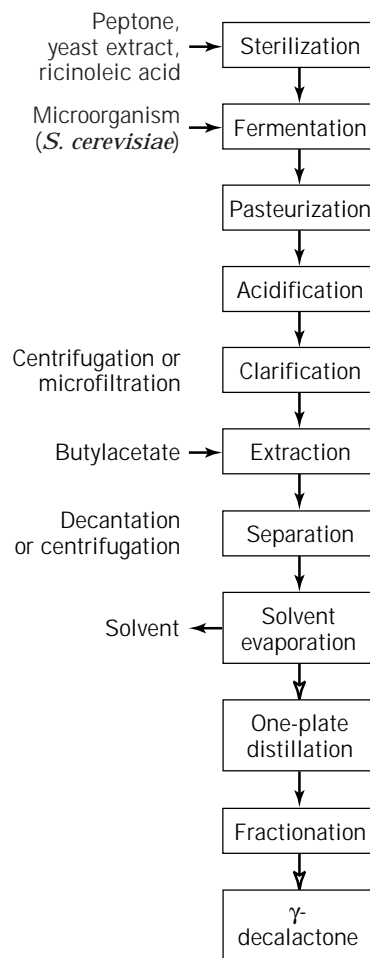 Peptone,
yeast extract,
ricinoleic acid
Sterilization
Microorganism
(S. cerevisiae)
Fermentation
Pasteurization
Acidification
Centrifugation or
microfiltration
Clarification
Butylacetate
Extraction
Decantation
or centrifugation
Separation
Solvent
Solvent
evaporation
One-plate
distillation
Fractionation
γ-
decalactone